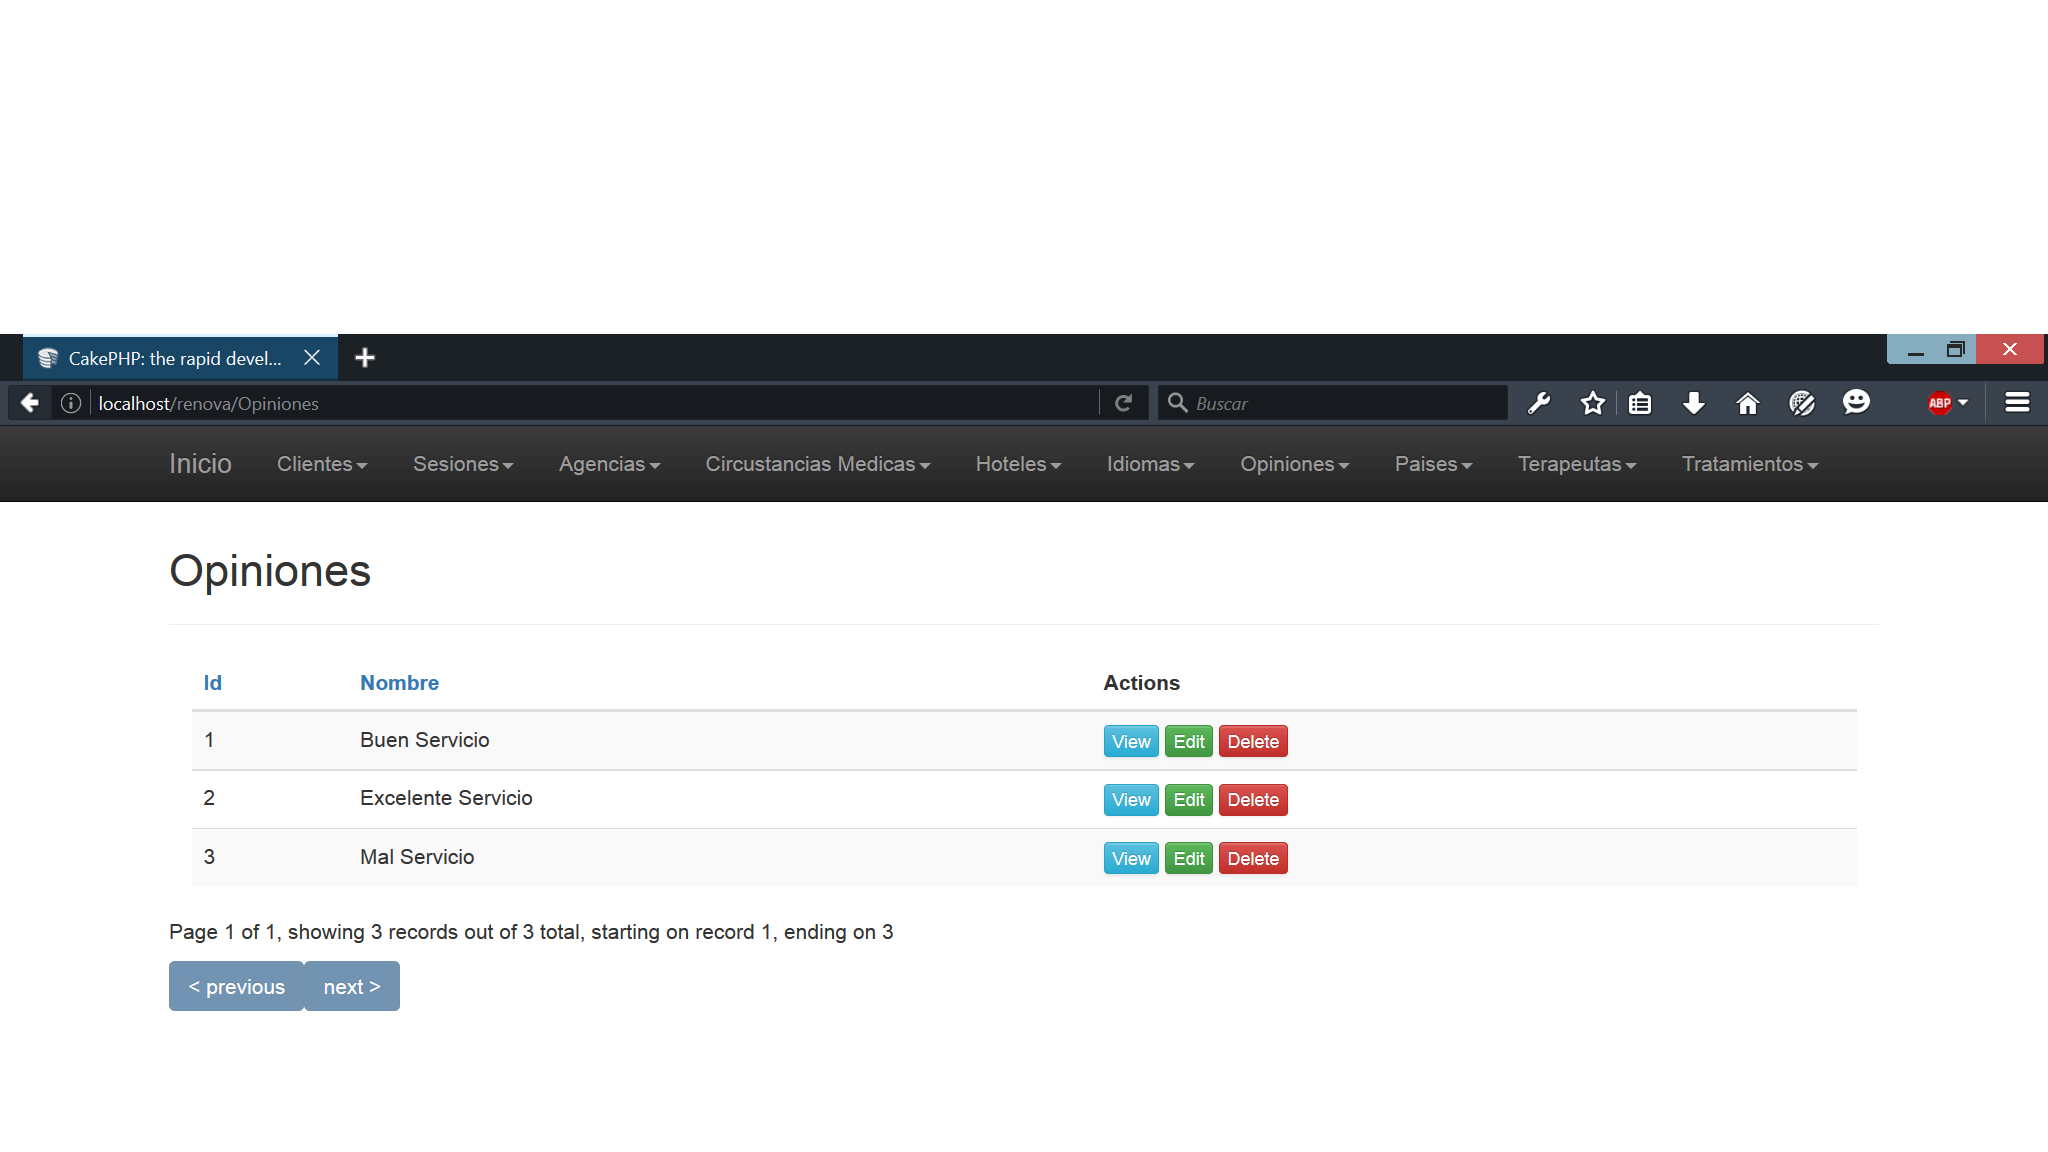 CakePHP: the rapid devel...
localhost/renova/Opiniones
Buscar
ABP
Inicio Clientes Sesiones Agencias Circustancias Medicas Hoteles Idiomas Opiniones Paises Terapeutas Tratamientos
Opiniones
Id Nombre Actions
1 Buen Servicio View Edit Delete
2 Excelente Servicio View Edit Delete
3 Mal Servicio View Edit Delete
Page 1 of 1, showing 3 records out of 3 total, starting on record 1, ending on 3
< previous next >